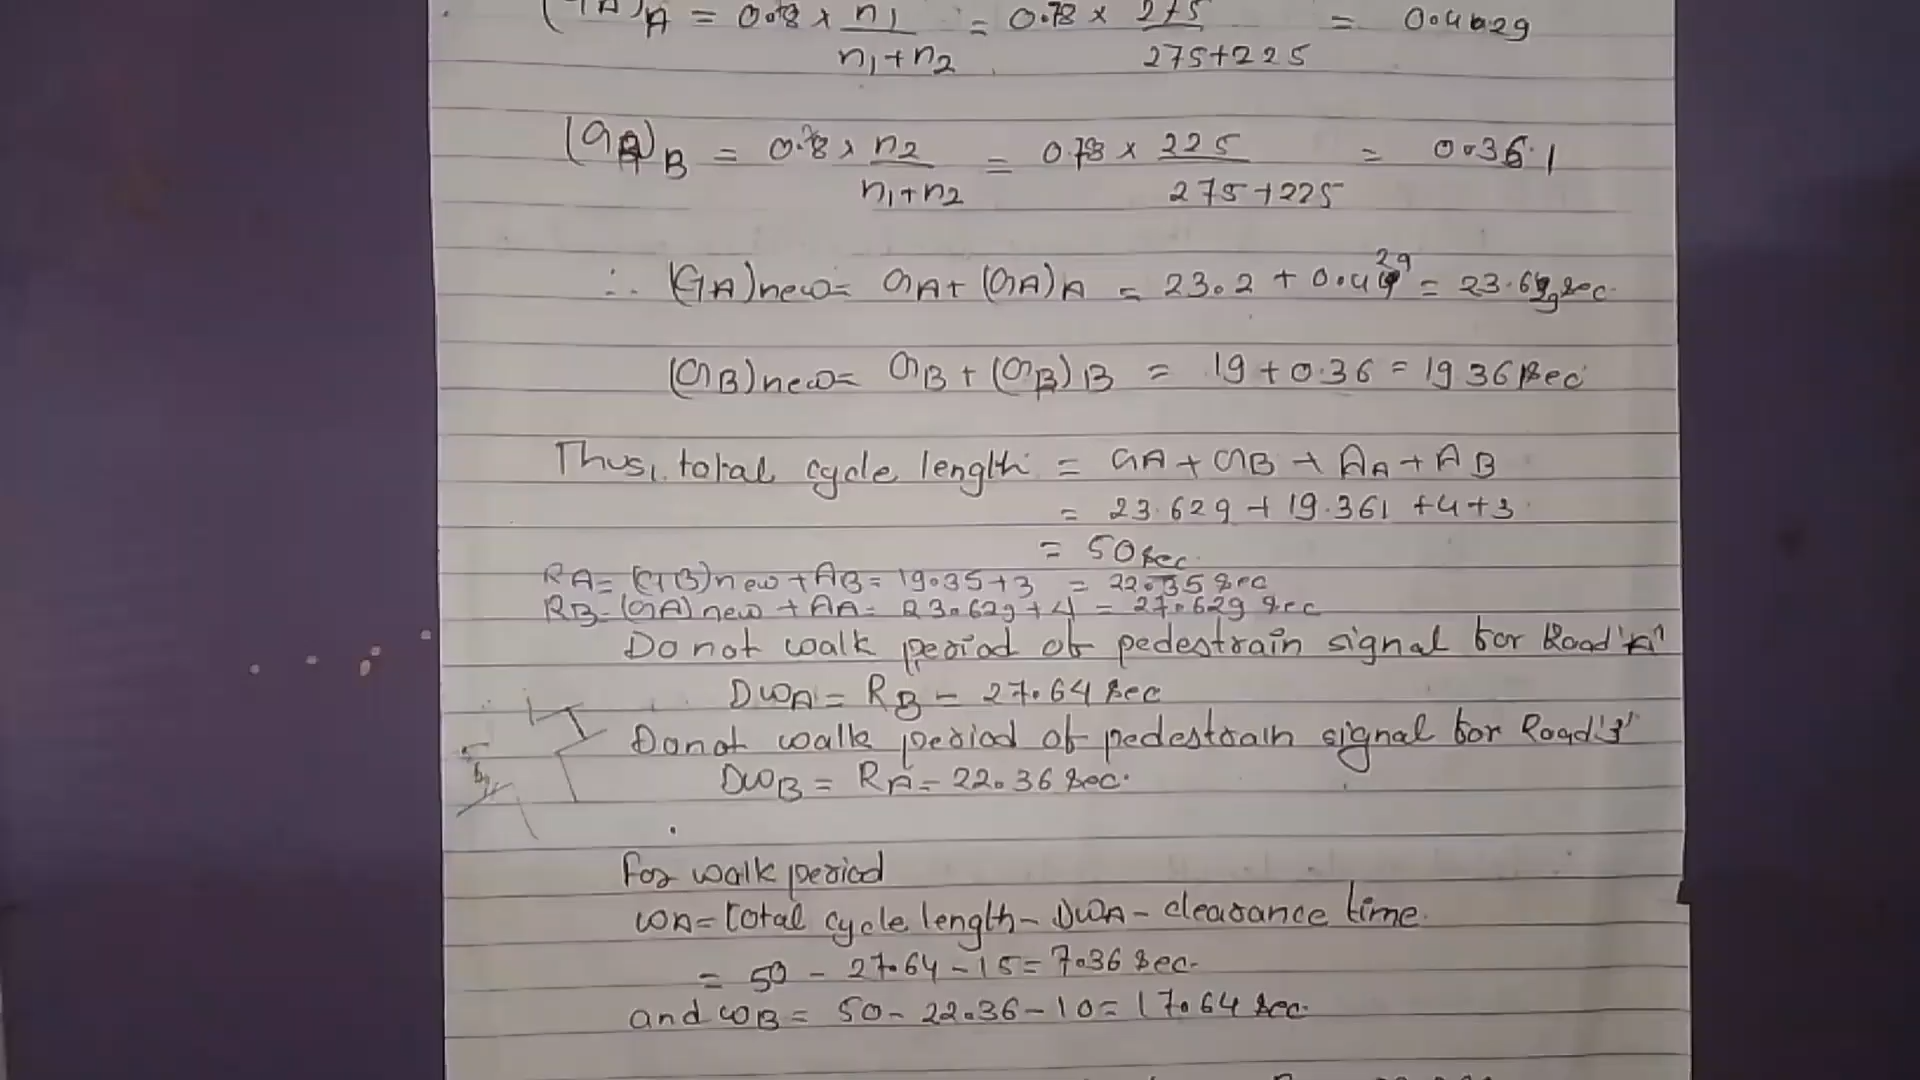 (GA)A = 0.78 × n1/(n1+n2) = 0.78 × 275/(275+225) = 0.429
(GB)B = 0.78 × n2/(n1+n2) = 0.78 × 225/(275+225) = 0.361
∴ (GA)new = GA + (GA)A = 23.2 + 0.429 = 23.629 sec.
(GB)new = GB + (GB)B = 19 + 0.36 = 19.36 sec
Thus, total cycle length = GA + GB + AA + AB
= 23.629 + 19.361 + 4 + 3
= 50 sec.
RA = (GB)new + AB = 19.35 + 3 = 22.35 sec
RB = (GA) new + AA = 23.629 + 4 = 27.629 sec
Do not walk period of pedestrain signal for Road 'A'
DWA = RB = 27.64 sec
Donot walk period of pedestrain signal for Road 'B'
DWB = RA = 22.36 sec.
For walk period
WA = total cycle length - DWA - clearance time.
= 50 - 27.64 - 15 = 7.36 sec.
and WB = 50 - 22.36 - 10 = 17.64 sec.